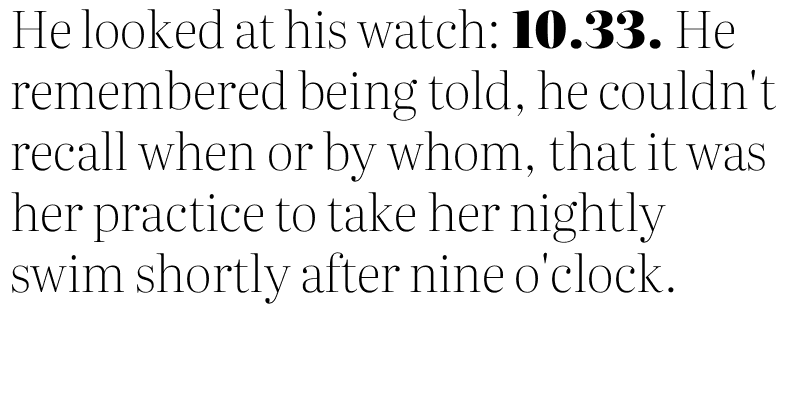 He looked at his watch: 10.33. He
remembered being told, he couldn't
recall when or by whom, that it was
her practice to take her nightly
swim shortly after nine o'clock.